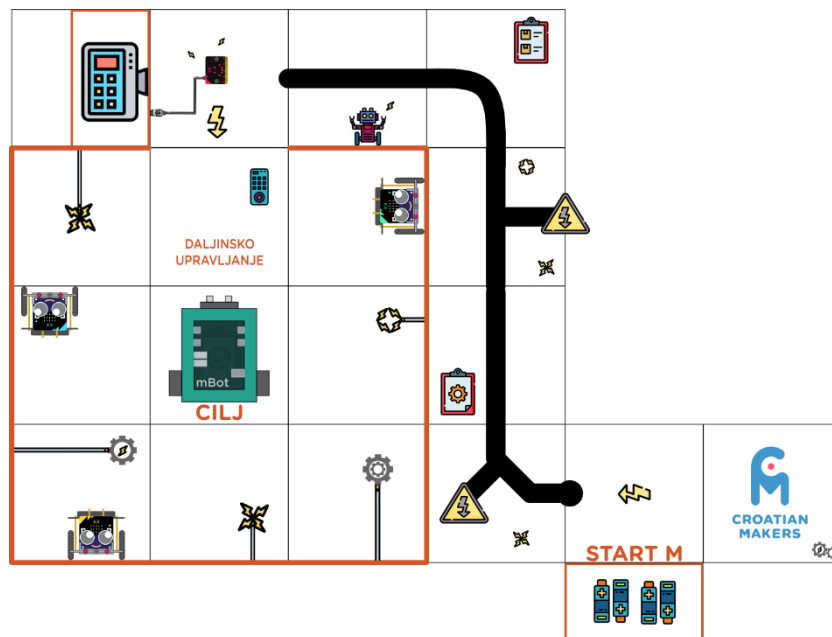 DALJINSKO
UPRAVLJANJE
mBot
CILJ
CROATIAN
MAKERS
START M